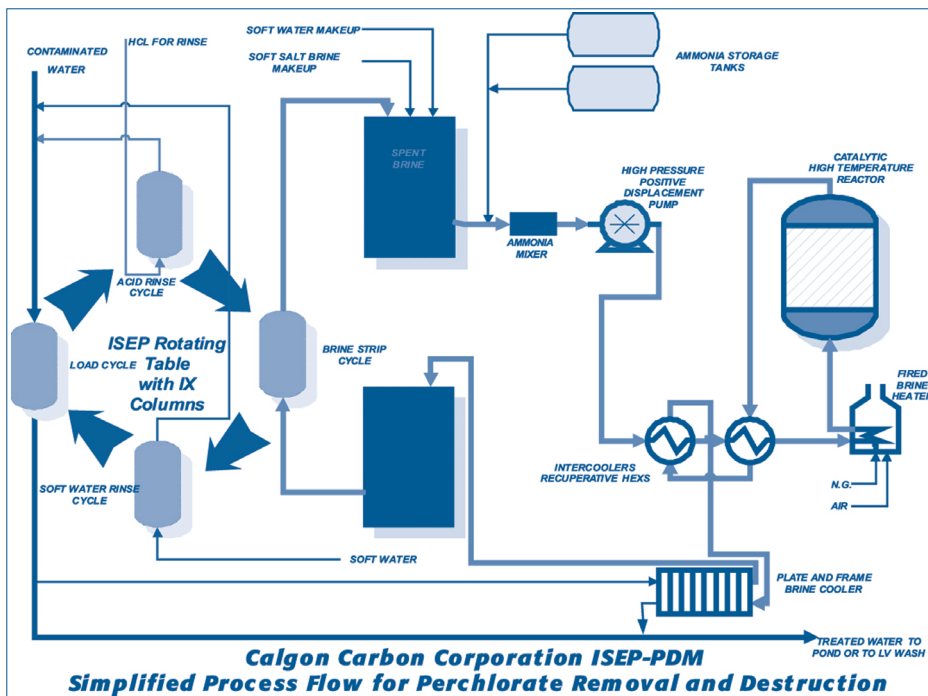 HCL FOR RINSE
CONTAMINATED
WATER
SOFT WATER MAKEUP
SOFT SALT BRINE
MAKEUP
AMMONIA STORAGE
TANKS
SPENT
BRINE
HIGH PRESSURE
POSITIVE
DISPLACEMENT
PUMP
CATALYTIC
HIGH TEMPERATURE
REACTOR
AMMONIA
MIXER
ACID RINSE
CYCLE
ISEP Rotating
Table
with IX
Columns
LOAD CYCLE
BRINE STRIP
CYCLE
FIRED
BRINE
HEATER
SOFT WATER RINSE
CYCLE
INTERCOOLERS
RECUPERATIVE HEXS
N.G.
AIR
SOFT WATER
PLATE AND FRAME
BRINE COOLER
TREATED WATER TO
POND OR TO LV WASH
Calgon Carbon Corporation ISEP-PDM
Simplified Process Flow for Perchlorate Removal and Destruction